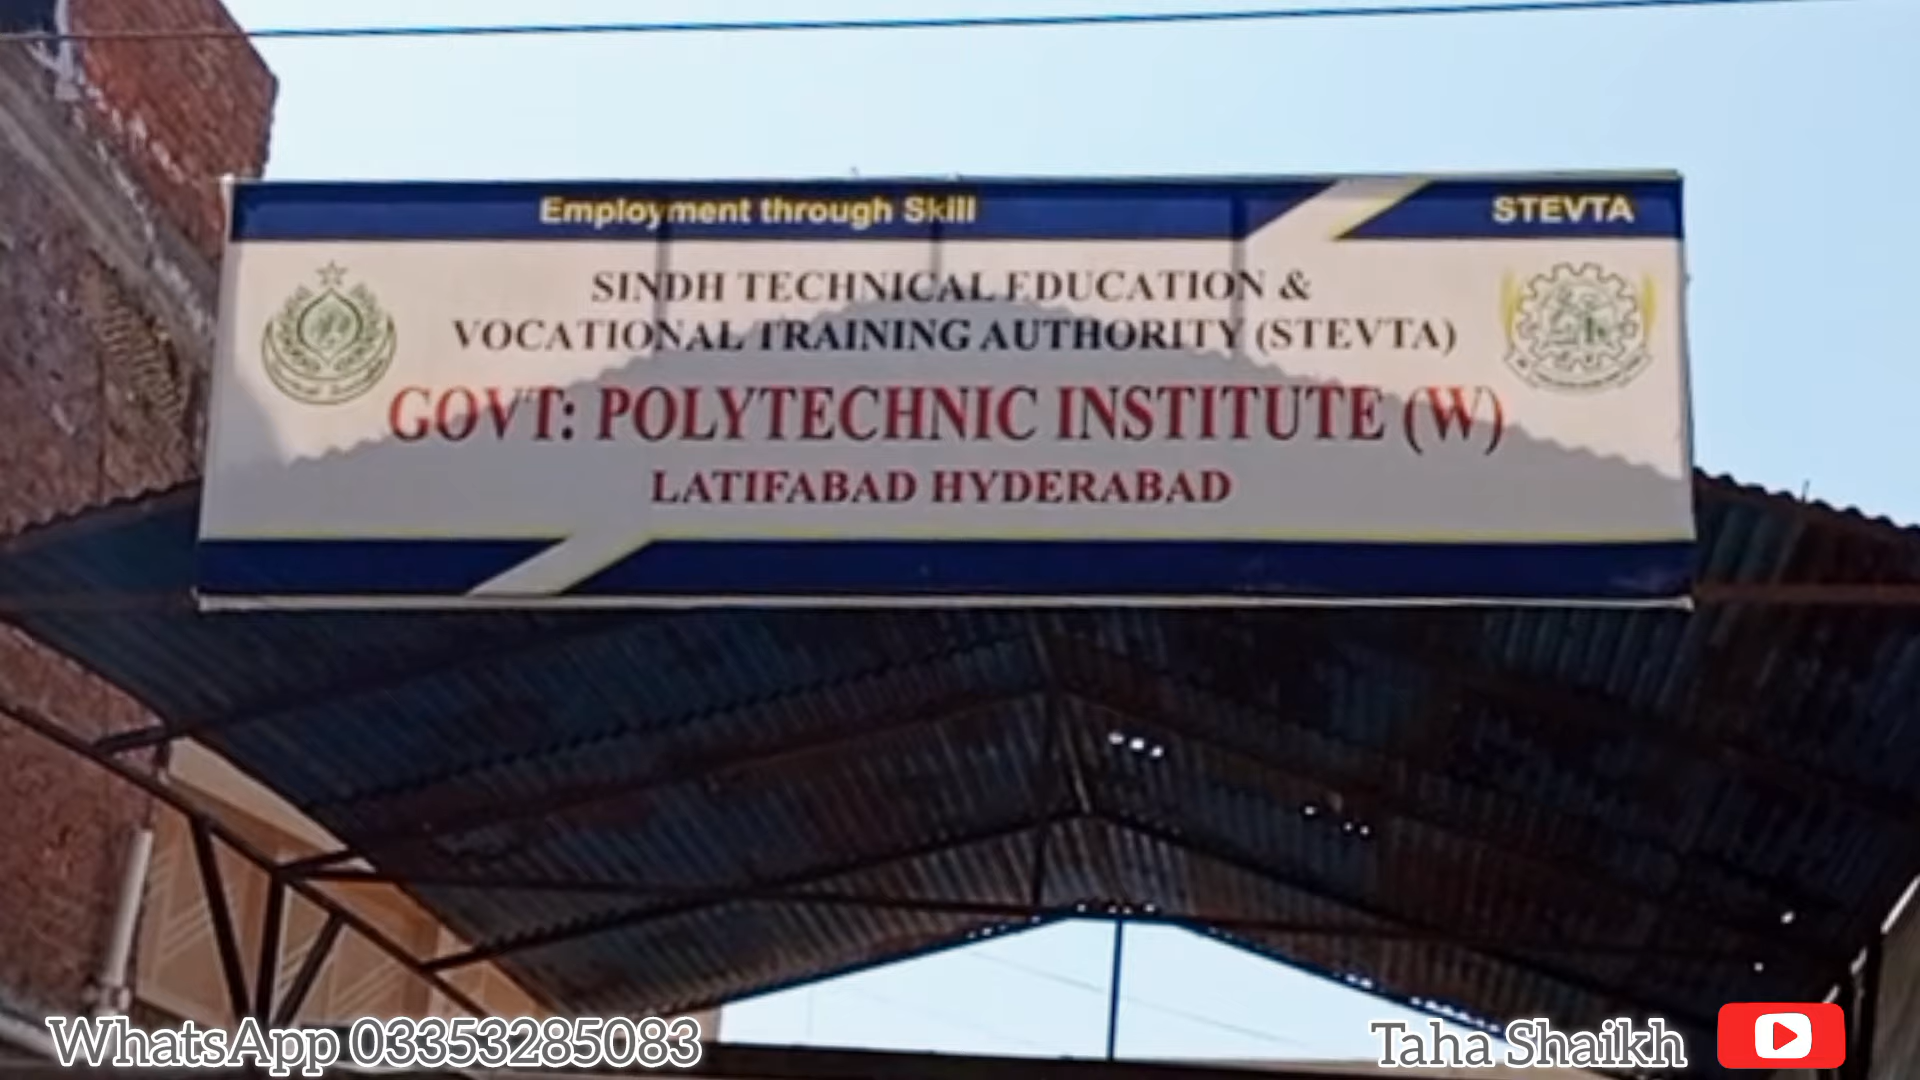 Employment through Skill
STEVTA
SINDH TECHNICAL EDUCATION &
VOCATIONAL TRAINING AUTHORITY (STEVTA)
GOVT: POLYTECHNIC INSTITUTE (W)
LATIFABAD HYDERABAD
WhatsApp 03353285083
Taha Shaikh